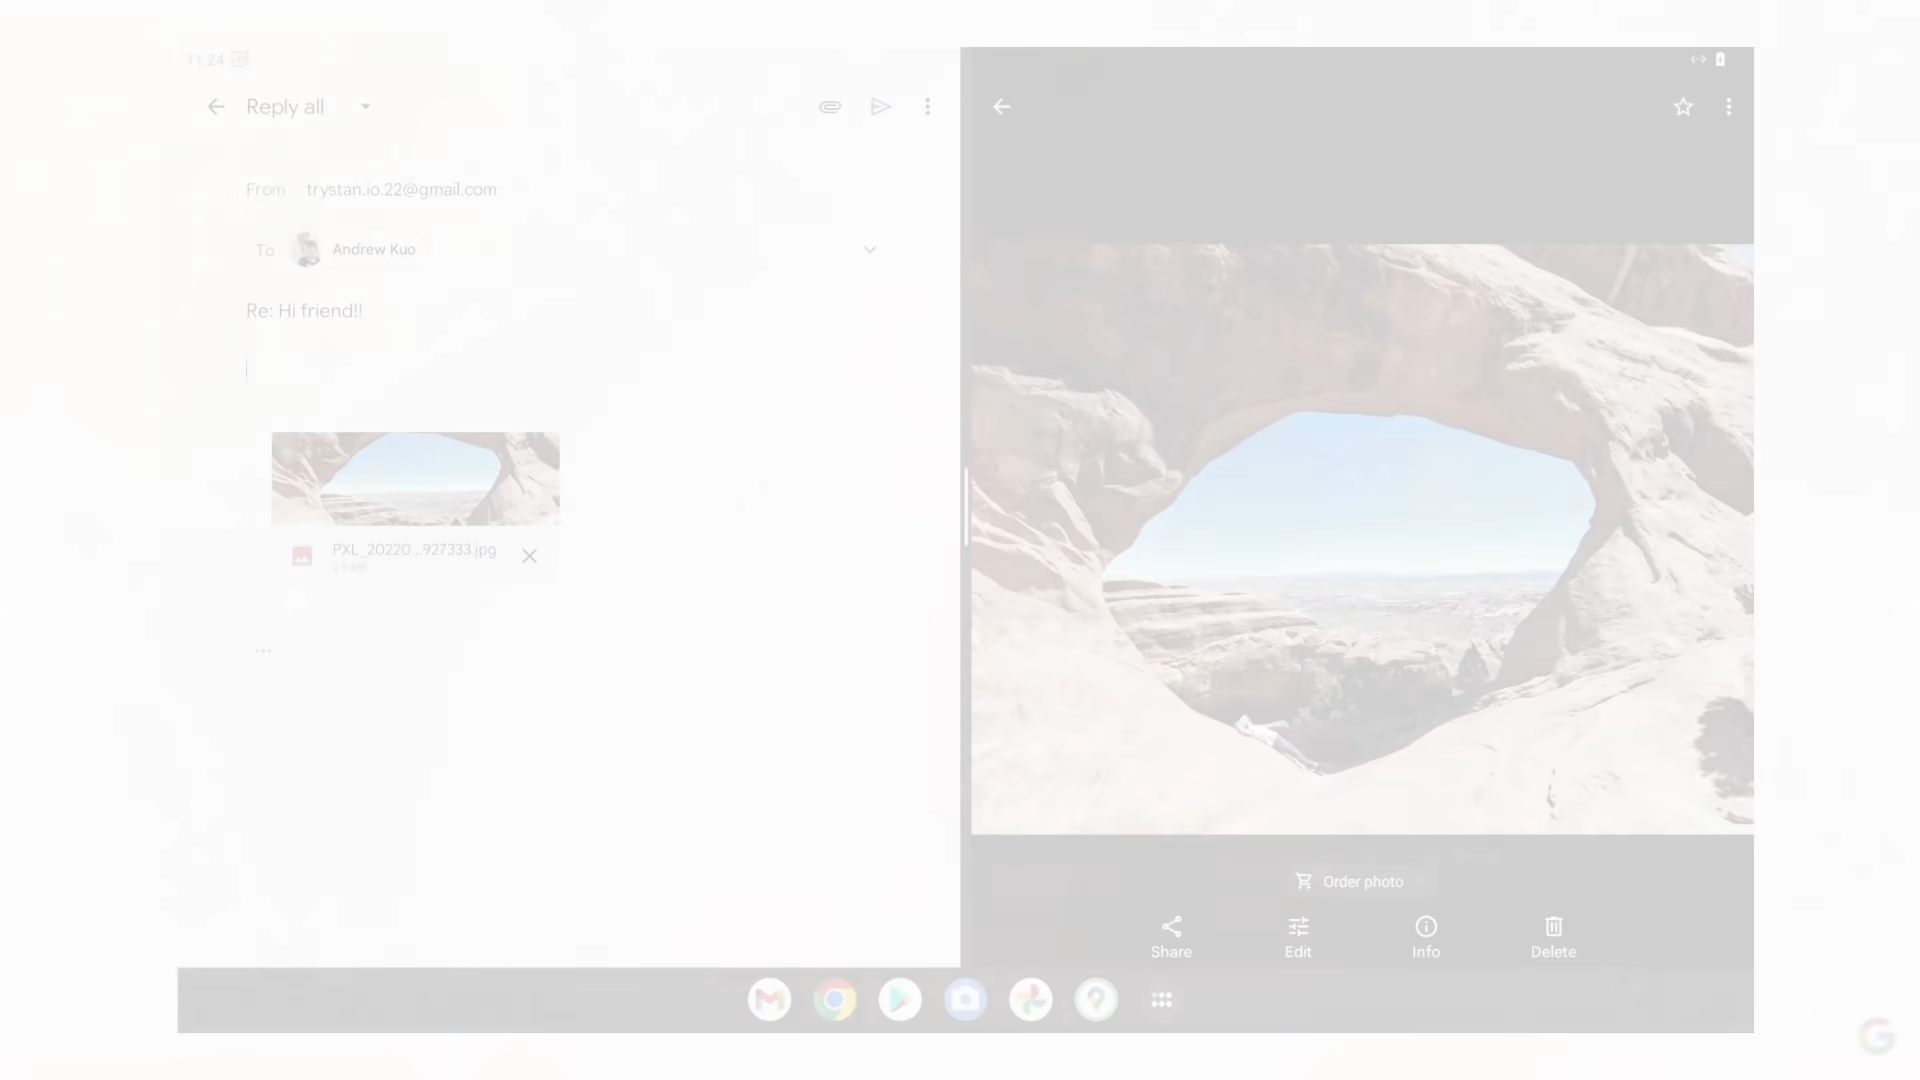 Reply all
From trystan.io.22@gmail.com
To Andrew Kuo
Re: Hi friend!!
PXL_20220...927333.jpg
Order photo
Share Edit Info Delete